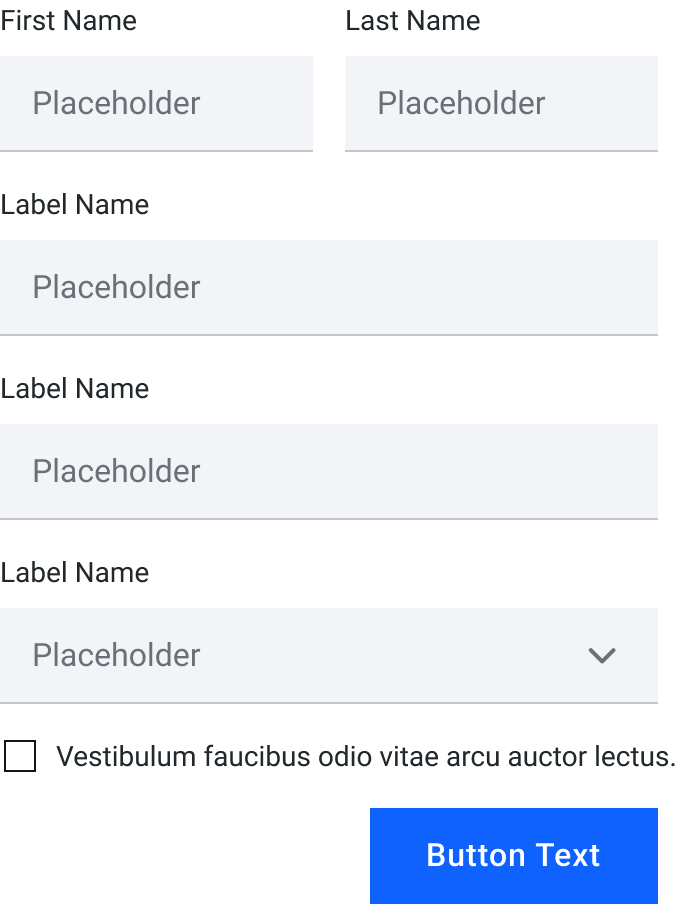 First Name Last Name
Placeholder Placeholder
Label Name
Placeholder
Label Name
Placeholder
Label Name
Placeholder
Vestibulum faucibus odio vitae arcu auctor lectus.
Button Text